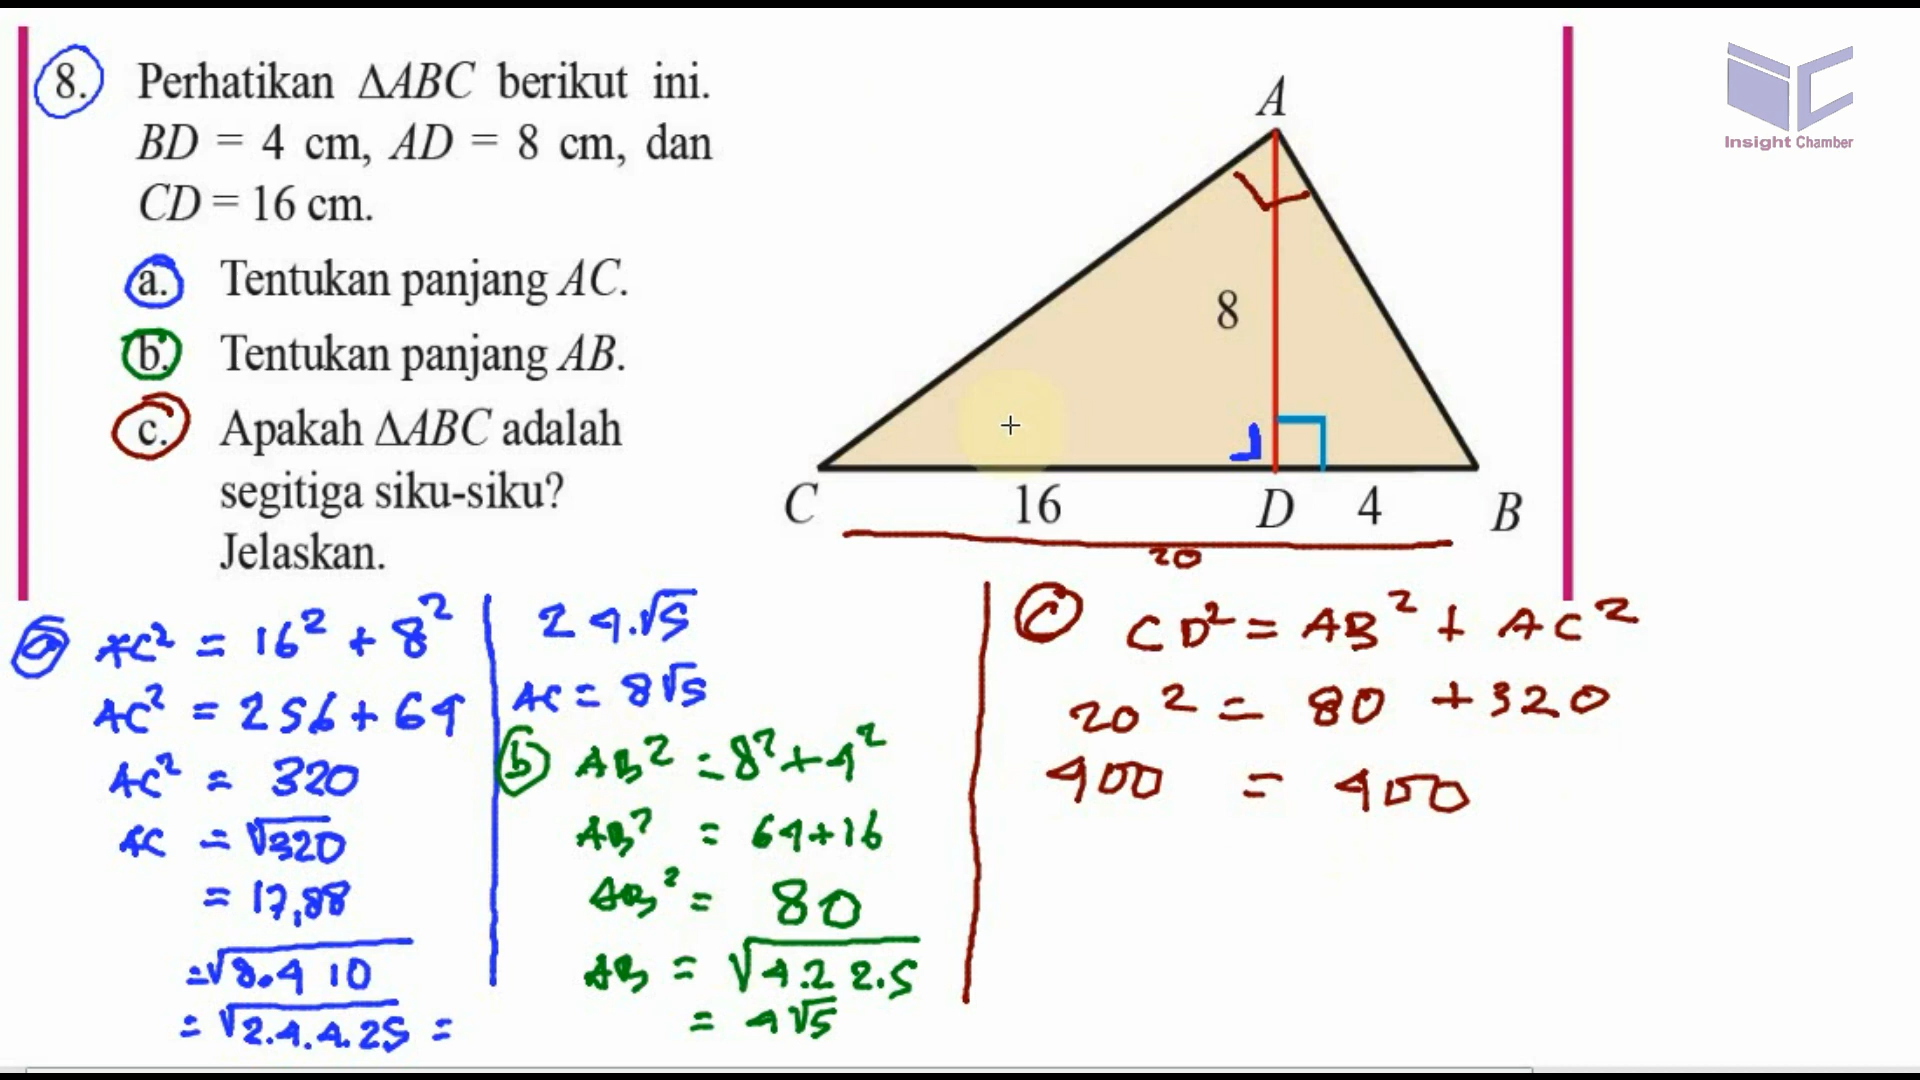 8. Perhatikan ΔABC berikut ini.
BD = 4 cm, AD = 8 cm, dan
CD = 16 cm.
a. Tentukan panjang AC.
b. Tentukan panjang AB.
c. Apakah ΔABC adalah
segitiga siku-siku?
Jelaskan.
A
8
C
16
D
4
B
20
Insight Chamber
a AC² = 16² + 8²
AC² = 256 + 64
AC² = 320
AC = √320
= 17,88
= √8.4 10
= √2.4.4.25 =
2 4.√5
AC = 8√5
b AB² = 8² + 4²
AB² = 64 + 16
AB² = 80
AB = √4.2 2.5
= 4√5
c CD² = AB² + AC²
20² = 80 + 320
400 = 400